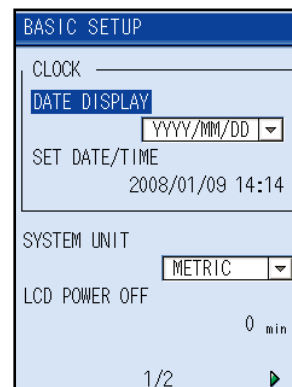 BASIC SETUP
CLOCK
DATE DISPLAY
YYYY/MM/DD
SET DATE/TIME
2008/01/09 14:14
SYSTEM UNIT
METRIC
LCD POWER OFF
0 min
1/2